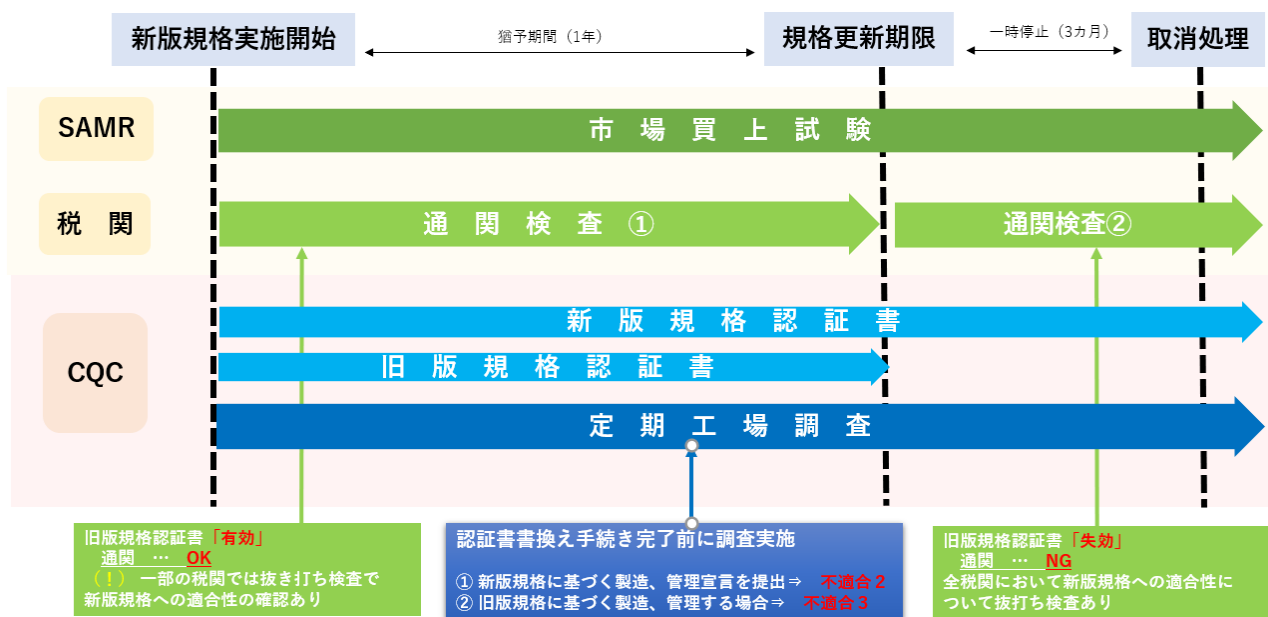 新版規格実施開始
猶予期間（1年）
規格更新期限
一時停止（3カ月）
取消処理
SAMR
市場買上試験
税関
通関検査①
通関検査②
CQC
新版規格認証書
旧版規格認証書
定期工場調査
旧版規格認証書「有効」
通関 … OK
（！） 一部の税関では抜き打ち検査で
新版規格への適合性の確認あり
認証書書換え手続き完了前に調査実施
① 新版規格に基づく製造、管理宣言を提出⇒ 不適合２
② 旧版規格に基づく製造、管理する場合⇒ 不適合３
旧版規格認証書「失効」
通関 … NG
全税関において新版規格への適合性に
ついて抜打ち検査あり